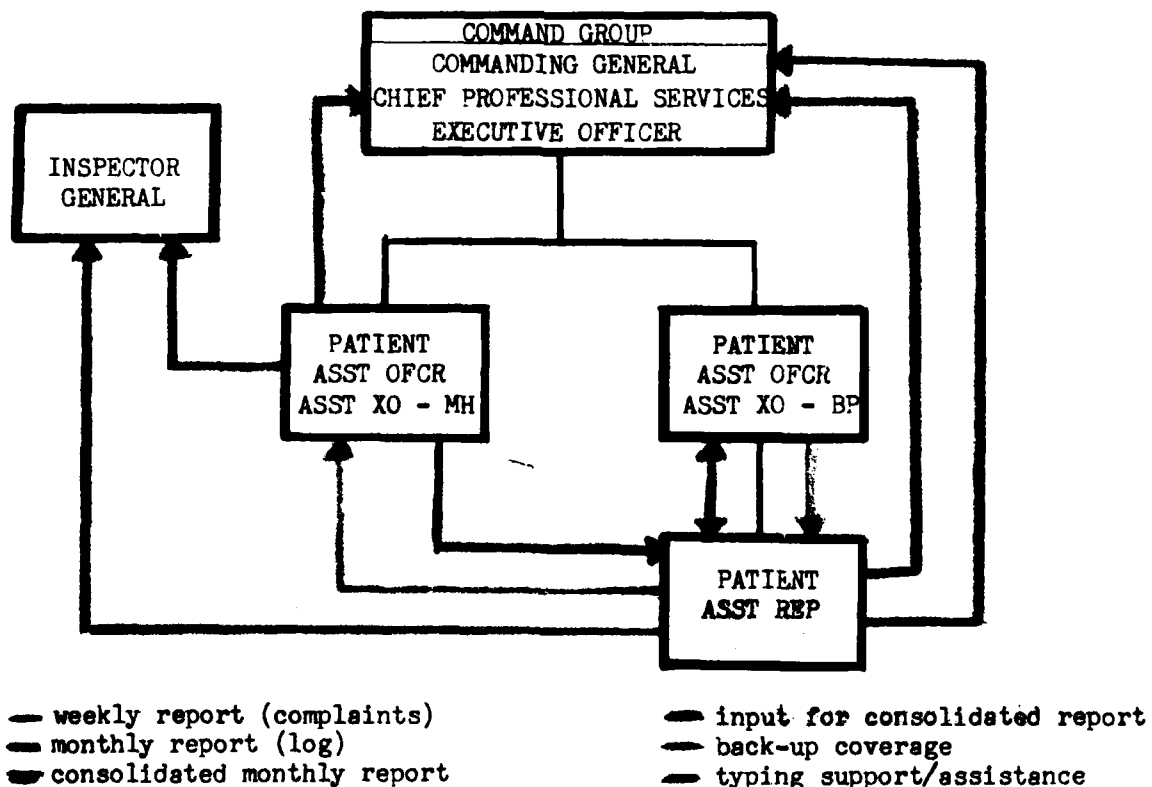 COMMAND GROUP
COMMANDING GENERAL
CHIEF PROFESSIONAL SERVICES
EXECUTIVE OFFICER
INSPECTOR
GENERAL
PATIENT
ASST OFCR
ASST XO - MH
PATIENT
ASST OFCR
ASST XO - BP
PATIENT
ASST REP
weekly report (complaints)
monthly report (log)
consolidated monthly report
input for consolidated report
back-up coverage
typing support/assistance